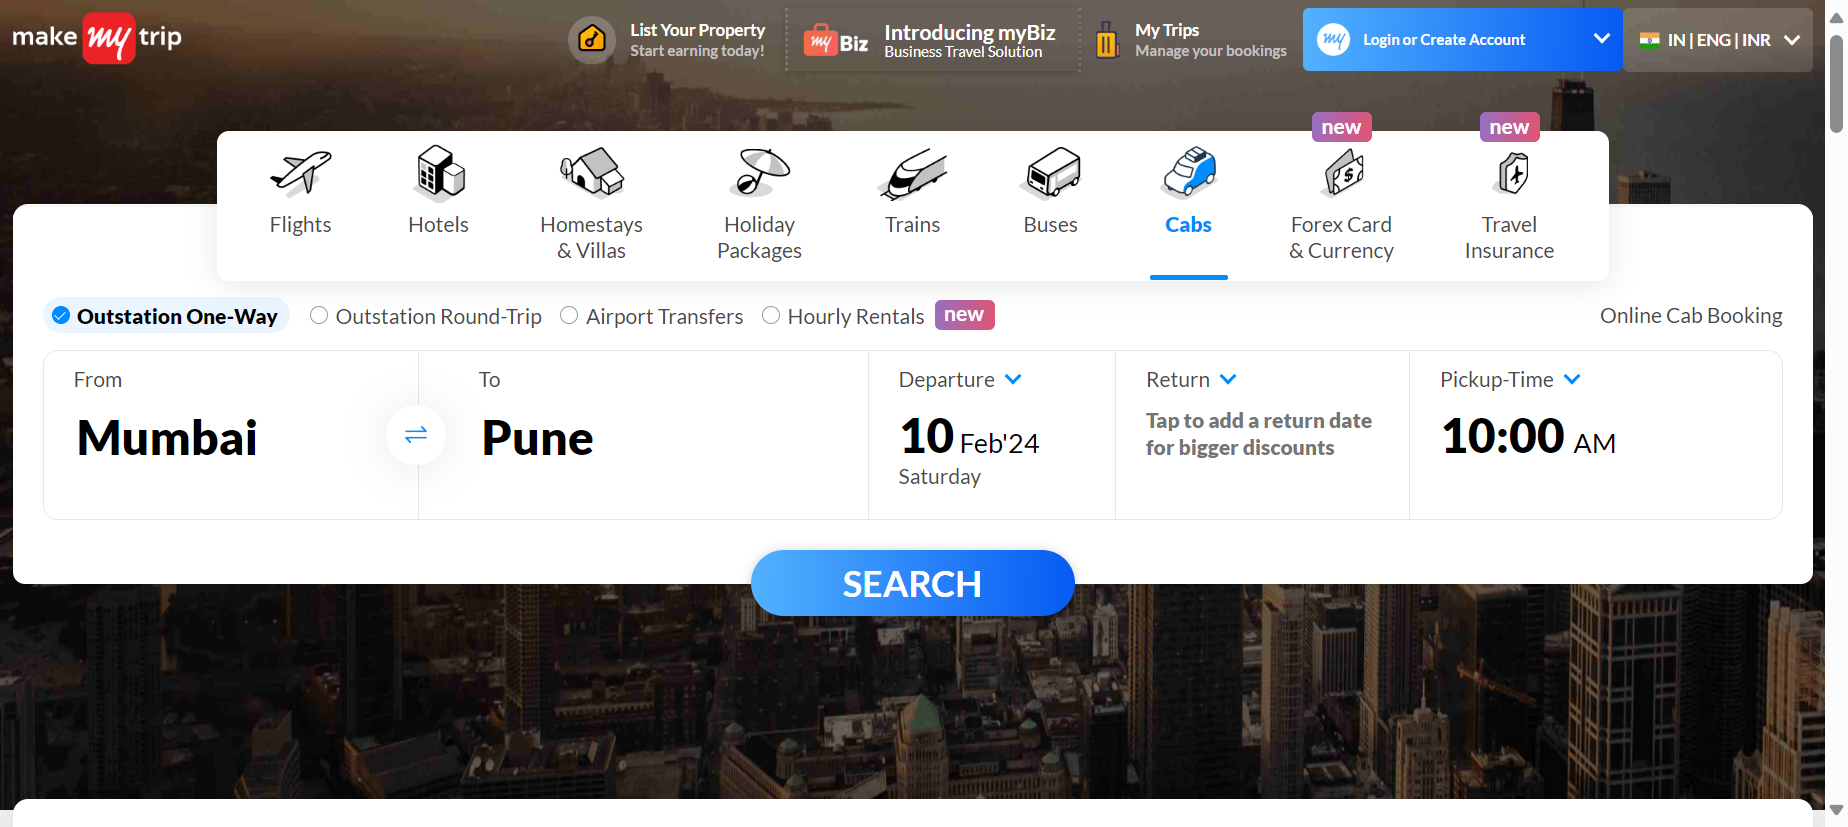 make my trip
List Your Property
Start earning today!
my Biz
Introducing myBiz
Business Travel Solution
My Trips
Manage your bookings
my Login or Create Account
IN | ENG | INR
new
new
Flights
Hotels
Homestays
& Villas
Holiday
Packages
Trains
Buses
Cabs
Forex Card
& Currency
Travel
Insurance
Outstation One-Way
Outstation Round-Trip
Airport Transfers
Hourly Rentals
new
Online Cab Booking
From
Mumbai
To
Pune
Departure
10 Feb'24
Saturday
Return
Tap to add a return date
for bigger discounts
Pickup-Time
10:00 AM
SEARCH